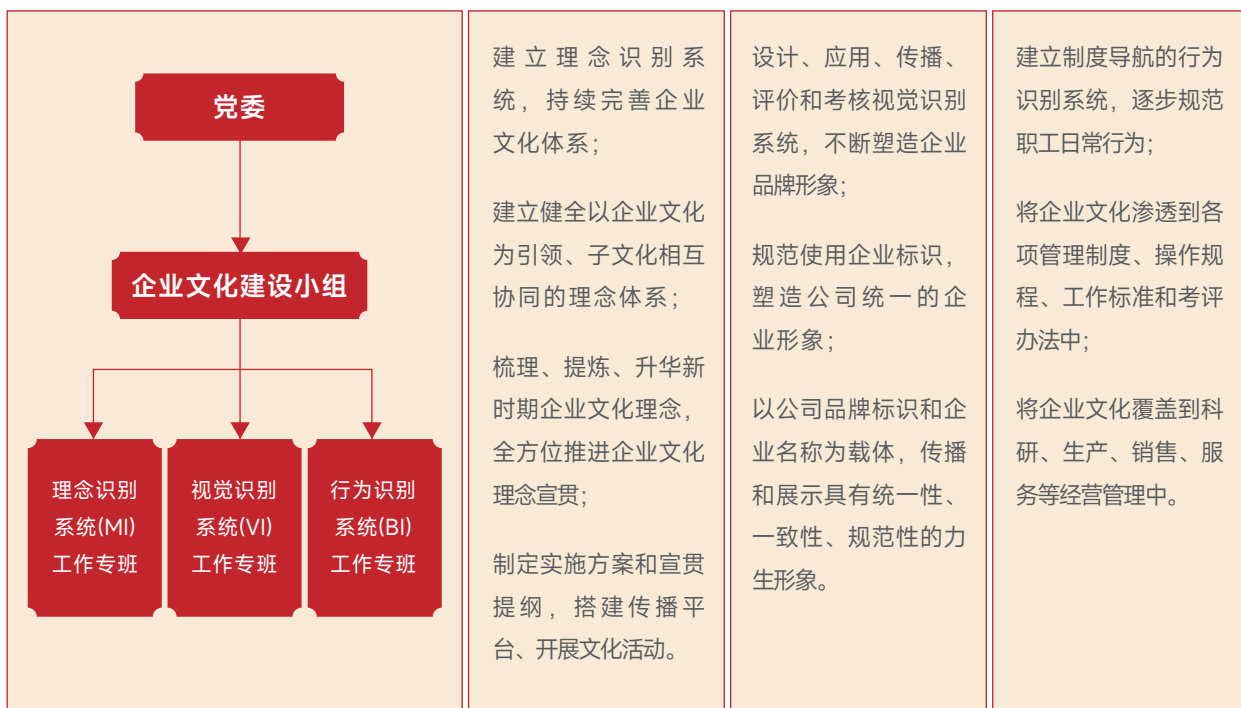 党委
企业文化建设小组
理念识别
系统(MI)
工作专班
视觉识别
系统(VI)
工作专班
行为识别
系统(BI)
工作专班
建立理念识别系
统，持续完善企业
文化体系；
建立健全以企业文化
为引领、子文化相互
协同的理念体系；
梳理、提炼、升华新
时期企业文化理念，
全方位推进企业文化
理念宣贯；
制定实施方案和宣贯
提纲，搭建传播平
台、开展文化活动。
设计、应用、传播、
评价和考核视觉识别
系统，不断塑造企业
品牌形象；
规范使用企业标识，
塑造公司统一的企
业形象；
以公司品牌标识和企
业名称为载体，传播
和展示具有统一性、
一致性、规范性的力
生形象。
建立制度导航的行为
识别系统，逐步规范
职工日常行为；
将企业文化渗透到各
项管理制度、操作规
程、工作标准和考评
办法中；
将企业文化覆盖到科
研、生产、销售、服
务等经营管理中。